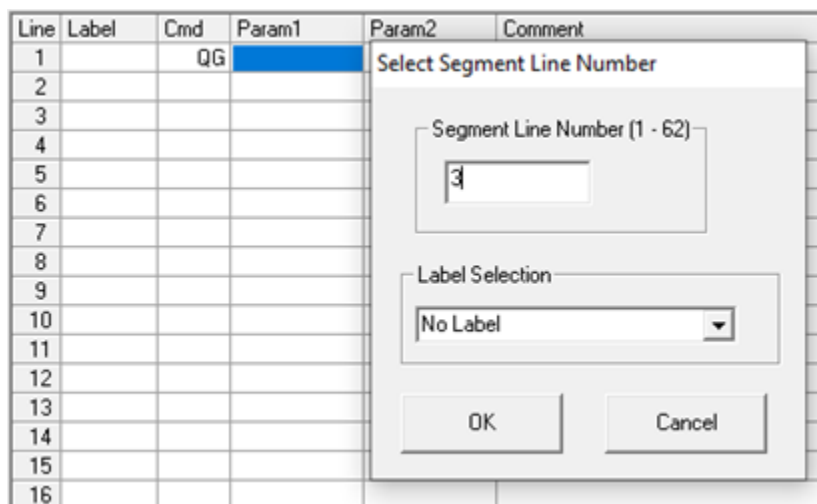 Line Label Cmd Param1 Param2 Comment
1 QG
Select Segment Line Number
2
3
Segment Line Number (1 - 62)
4
5
3
6
7
8
Label Selection
9
10
No Label
11
12
13
14
OK Cancel
15
16